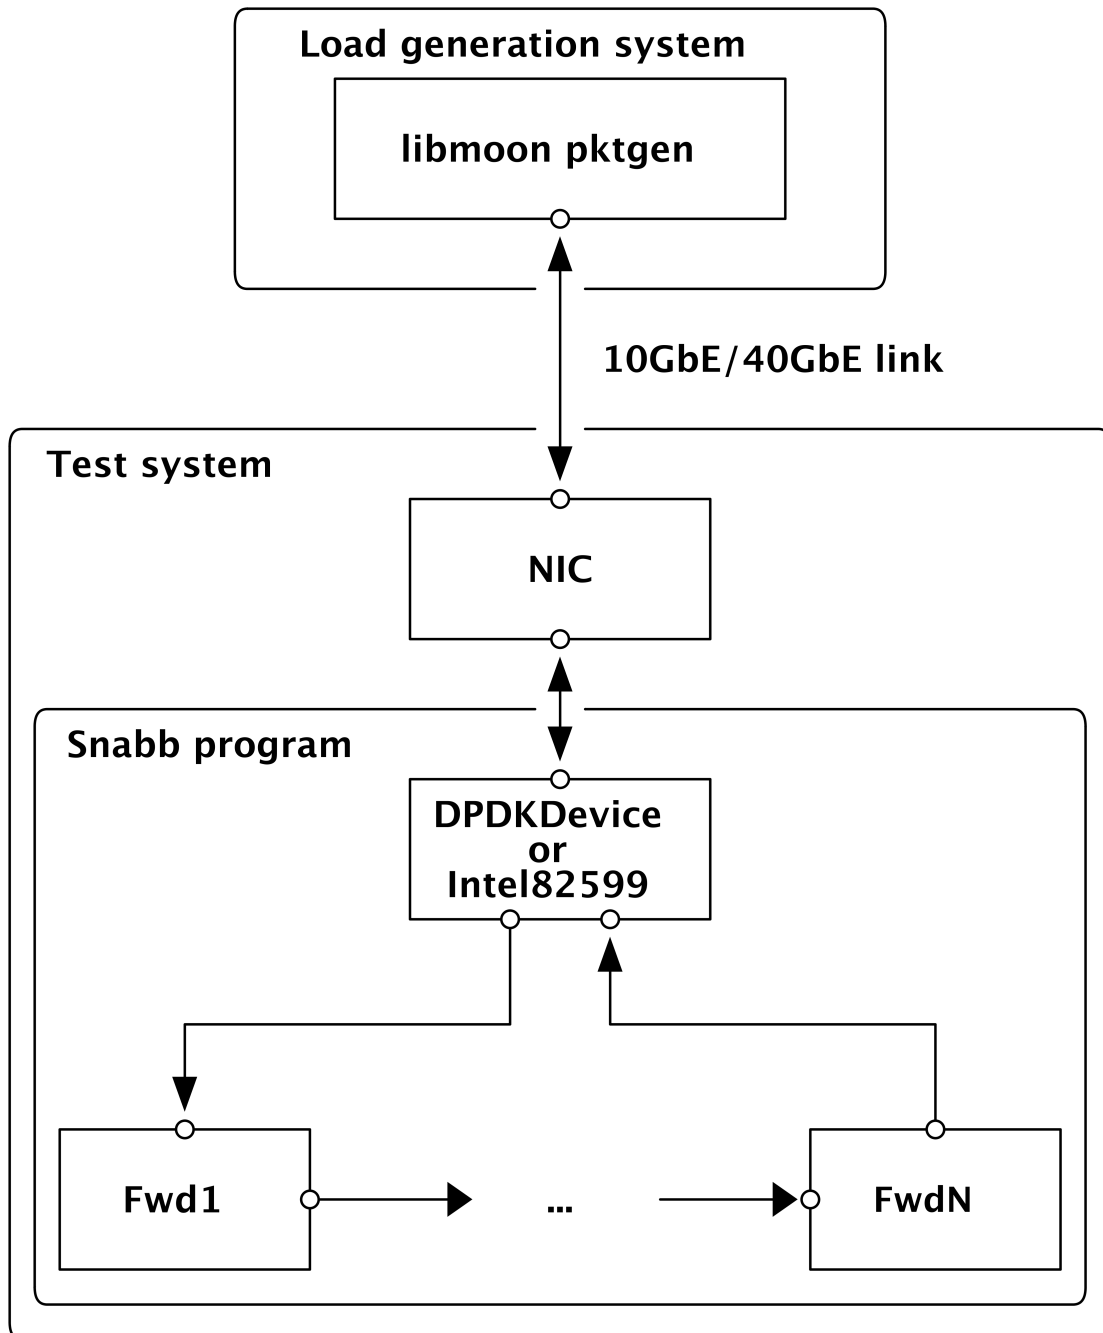 Load generation system
libmoon pktgen
10GbE/40GbE link
Test system
NIC
Snabb program
DPDKDevice
or
Intel82599
Fwd1
...
FwdN